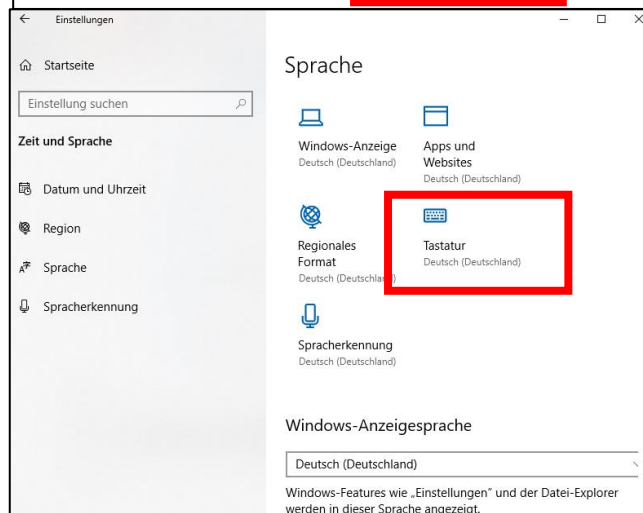 Einstellungen
Startseite
Einstellung suchen
Zeit und Sprache
Datum und Uhrzeit
Region
Sprache
Spracherkennung
Sprache
Windows-Anzeige
Deutsch (Deutschland)
Apps und
Websites
Deutsch (Deutschland)
Regionales
Format
Deutsch (Deutschland)
Tastatur
Deutsch (Deutschland)
Spracherkennung
Deutsch (Deutschland)
Windows-Anzeigesprache
Deutsch (Deutschland)
Windows-Features wie „Einstellungen" und der Datei-Explorer
werden in dieser Sprache angezeigt.